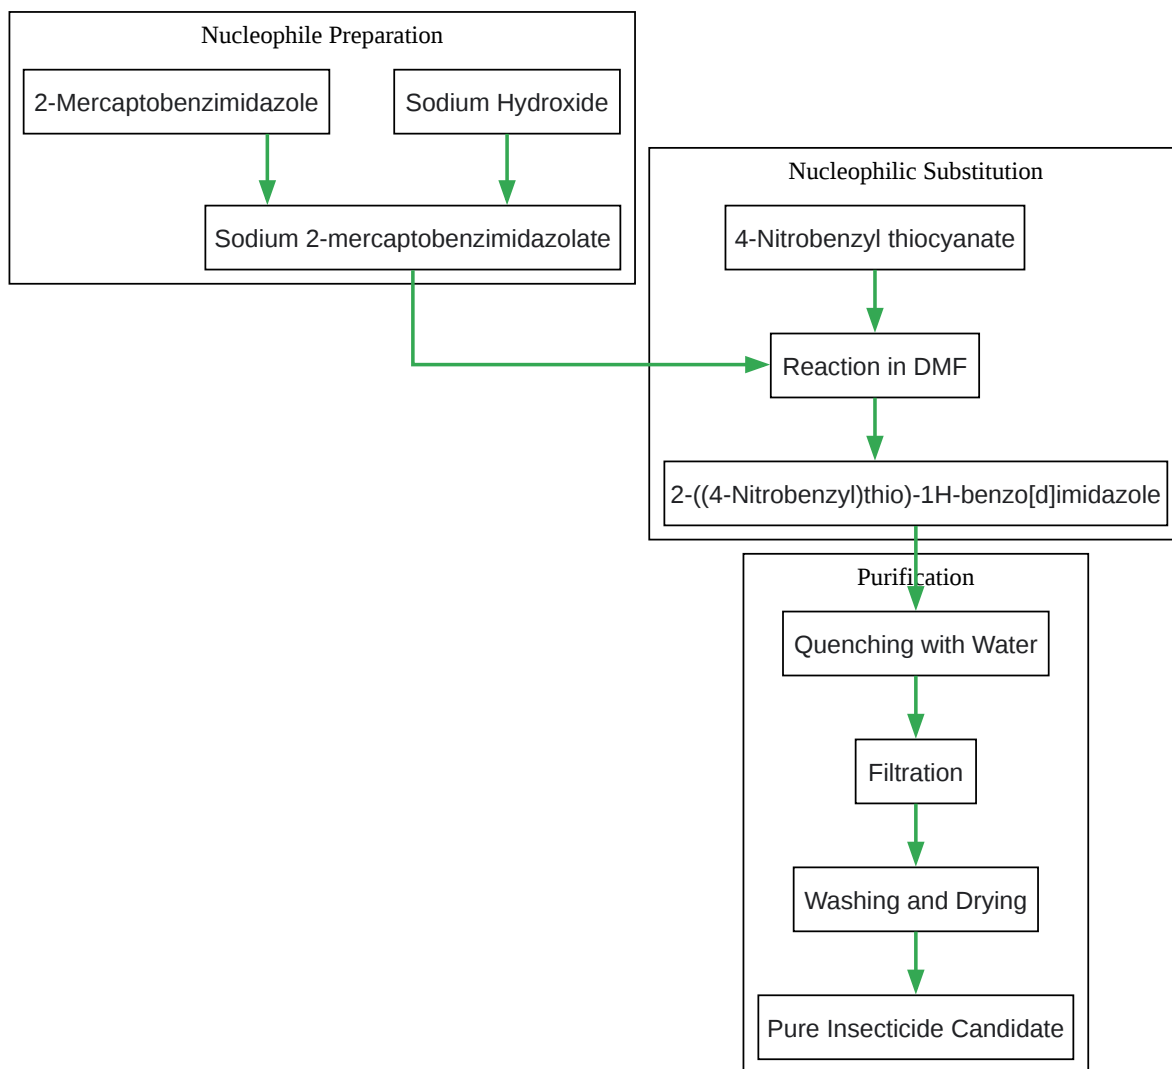 Nucleophile Preparation
2-Mercaptobenzimidazole
Sodium Hydroxide
Sodium 2-mercaptobenzimidazolate
Nucleophilic Substitution
4-Nitrobenzyl thiocyanate
Reaction in DMF
2-((4-Nitrobenzyl)thio)-1H-benzo[d]imidazole
Purification
Quenching with Water
Filtration
Washing and Drying
Pure Insecticide Candidate